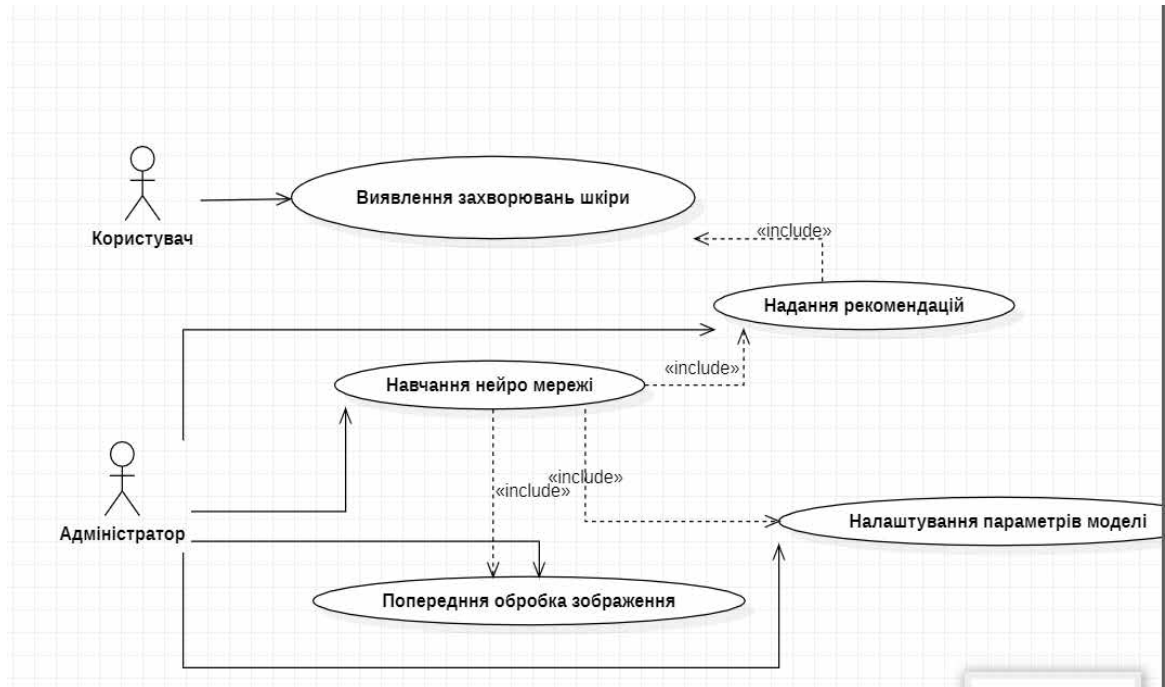 Виявлення захворювань шкіри
Користувач
«include»
Надання рекомендацій
«include»
Навчання нейро мережі
«include»
«include»
Налаштування параметрів моделі
Адміністратор
Попередння обробка зображення